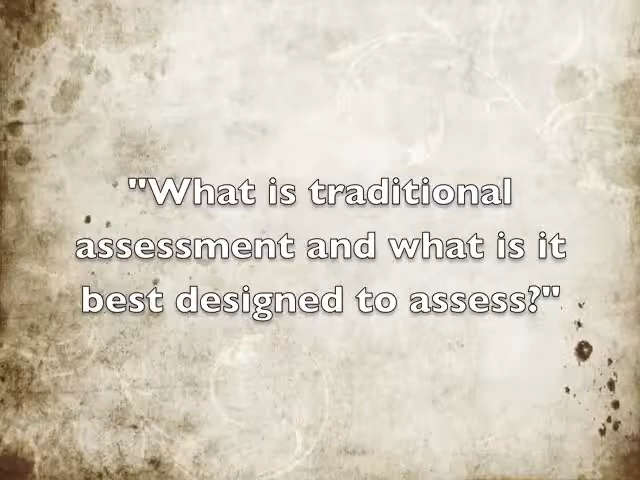 "What is traditional
assessment and what is it
best designed to assess?"